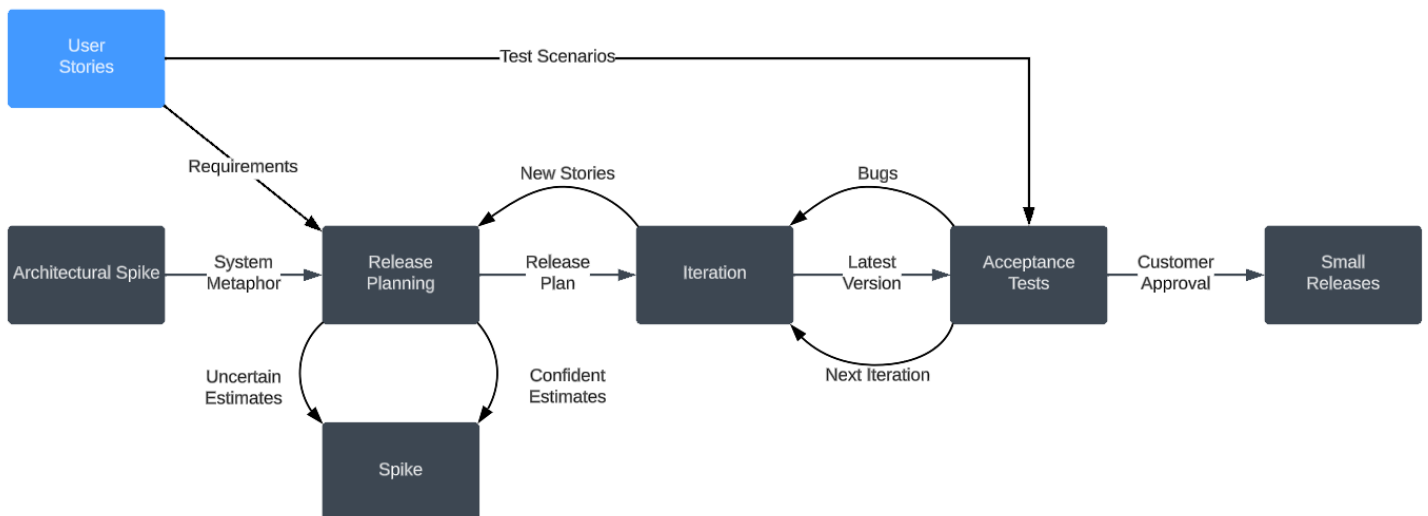 User
Stories
Test Scenarios
Requirements
New Stories
Bugs
Architectural Spike
System
Metaphor
Release
Planning
Release
Plan
Iteration
Latest
Version
Acceptance
Tests
Customer
Approval
Small
Releases
Uncertain
Estimates
Confident
Estimates
Next Iteration
Spike